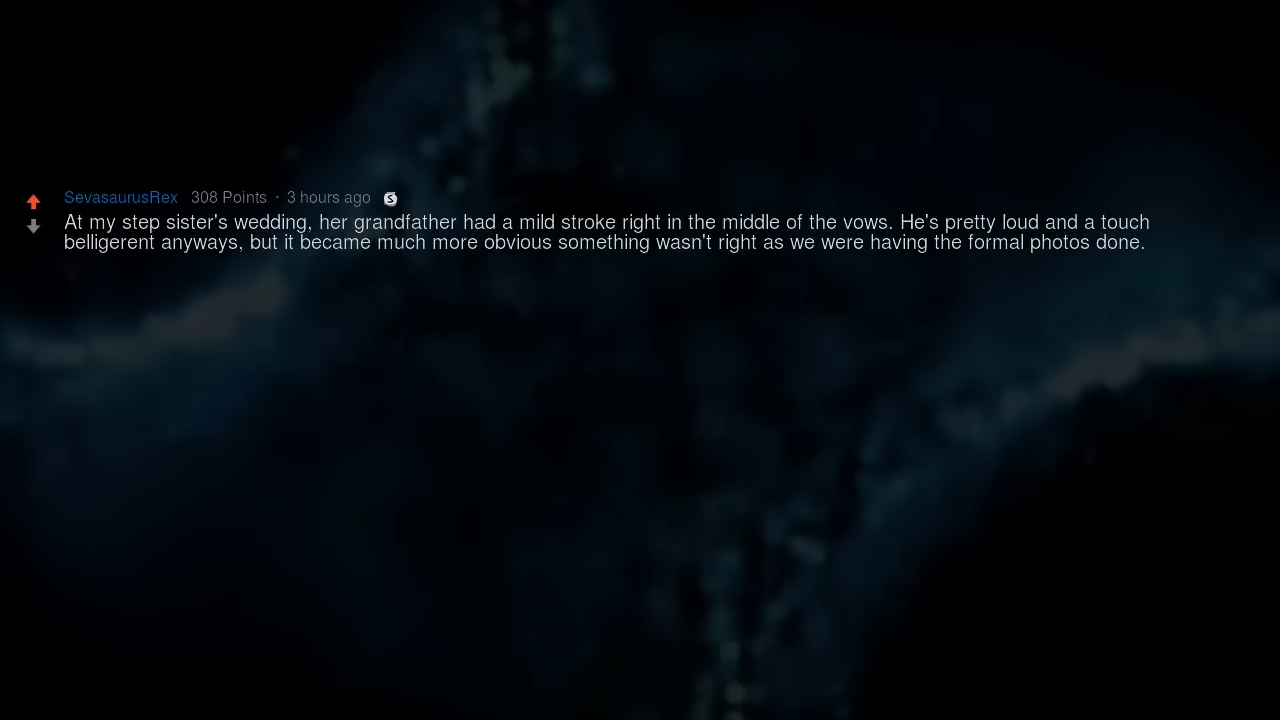 SevasaurusRex 308 Points · 3 hours ago S
At my step sister's wedding, her grandfather had a mild stroke right in the middle of the vows. He's pretty loud and a touch
belligerent anyways, but it became much more obvious something wasn't right as we were having the formal photos done.